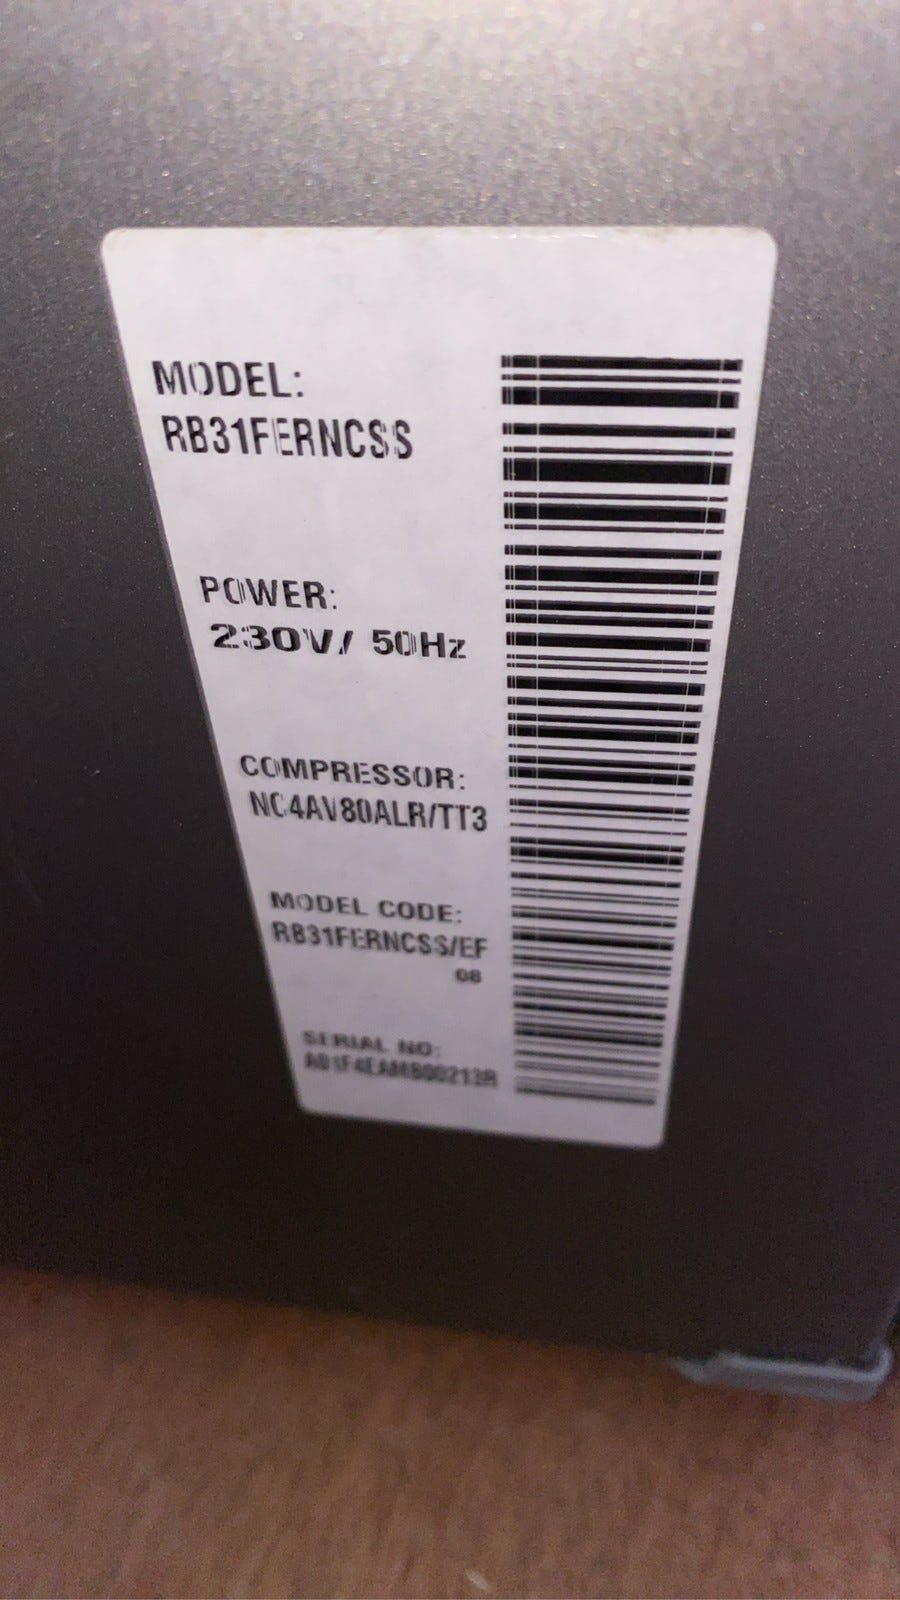 MODEL:
RB31FERNCSS
POWER:
230V/ 50Hz
COMPRESSOR:
NC4AV80ALR/TT3
MODEL CODE:
RB31FERNCSS/EF
08
SERIAL NO: